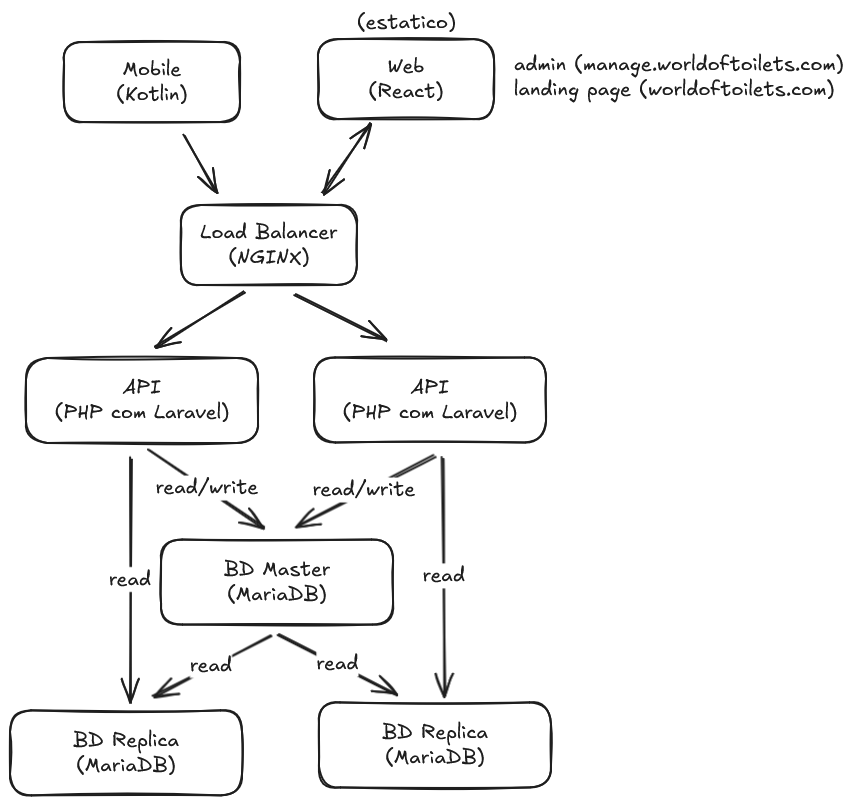 (estatico)
Mobile
(Kotlin)
Web
(React)
admin (manage.worldoftoilets.com)
landing page (worldoftoilets.com)
Load Balancer
(NGINX)
API
(PHP com Laravel)
API
(PHP com Laravel)
read/write
read/write
read
BD Master
(MariaDB)
read
read
read
BD Replica
(MariaDB)
BD Replica
(MariaDB)